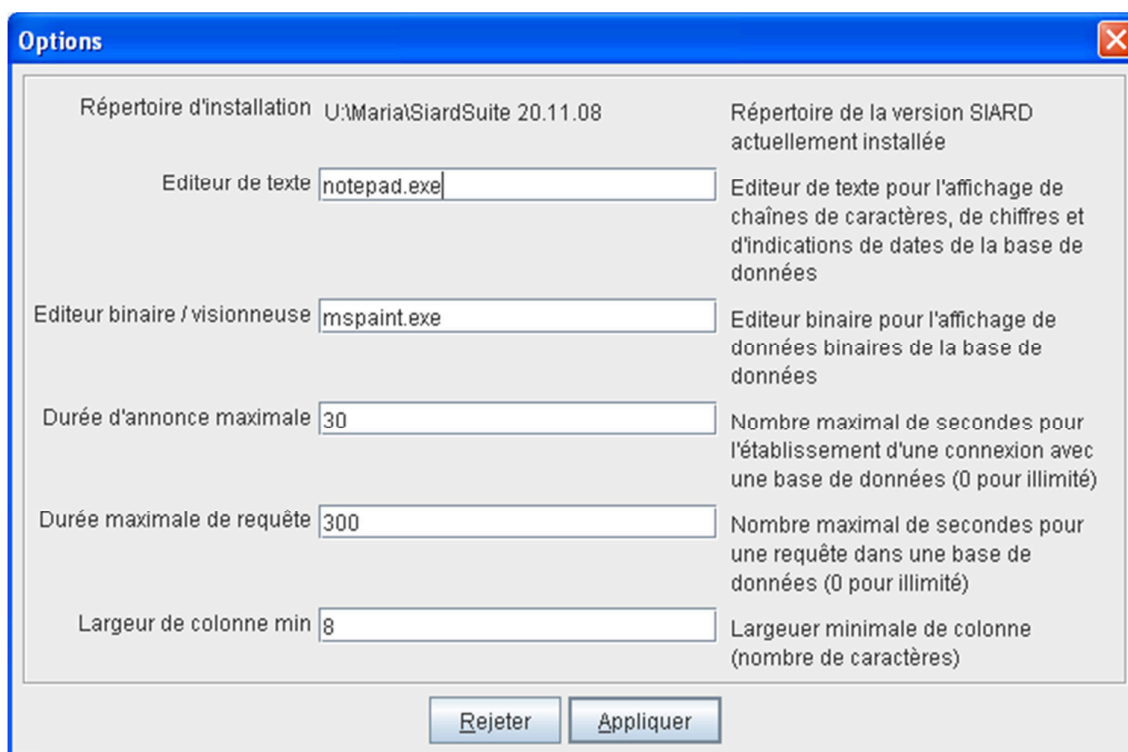 Options
Répertoire d'installation U:\Maria\SiardSuite 20.11.08 Répertoire de la version SIARD
actuellement installée
Editeur de texte notepad.exe Editeur de texte pour l'affichage de
chaînes de caractères, de chiffres et
d'indications de dates de la base de
données
Editeur binaire / visionneuse mspaint.exe Editeur binaire pour l'affichage de
données binaires de la base de
données
Durée d'annonce maximale 30 Nombre maximal de secondes pour
l'établissement d'une connexion avec
une base de données (0 pour illimité)
Durée maximale de requête 300 Nombre maximal de secondes pour
une requête dans une base de
données (0 pour illimité)
Largeur de colonne min 8 Largeuer minimale de colonne
(nombre de caractères)
Rejeter Appliquer